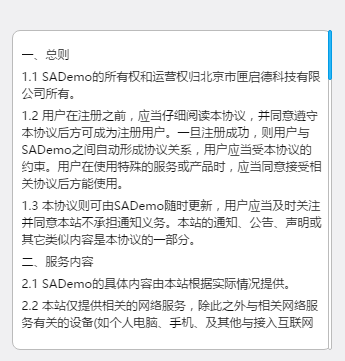 一、总则
1.1 SADemo的所有权和运营权归北京市匣启德科技有限
公司所有。
1.2 用户在注册之前，应当仔细阅读本协议，并同意遵守
本协议后方可成为注册用户。一旦注册成功，则用户与
SADemo之间自动形成协议关系，用户应当受本协议的
约束。用户在使用特殊的服务或产品时，应当同意接受相
关协议后方能使用。
1.3 本协议则可由SADemo随时更新，用户应当及时关注
并同意本站不承担通知义务。本站的通知、公告、声明或
其它类似内容是本协议的一部分。
二、服务内容
2.1 SADemo的具体内容由本站根据实际情况提供。
2.2 本站仅提供相关的网络服务，除此之外与相关网络服
务有关的设备(如个人电脑、手机、及其他与接入互联网